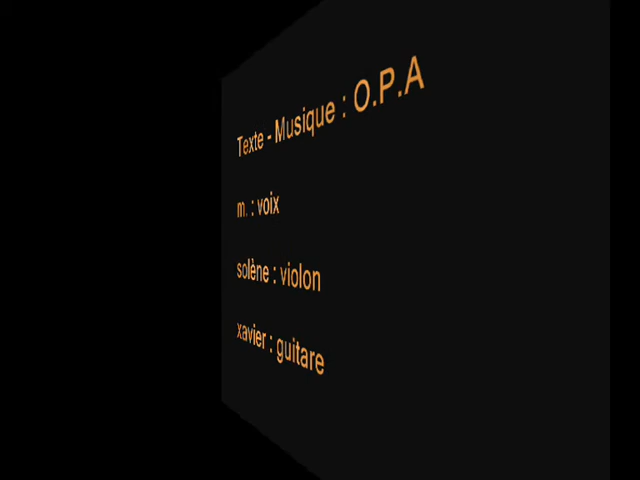 Texte - Musique : O.P.A
m. : voix
solène : violon
xavier : guitare